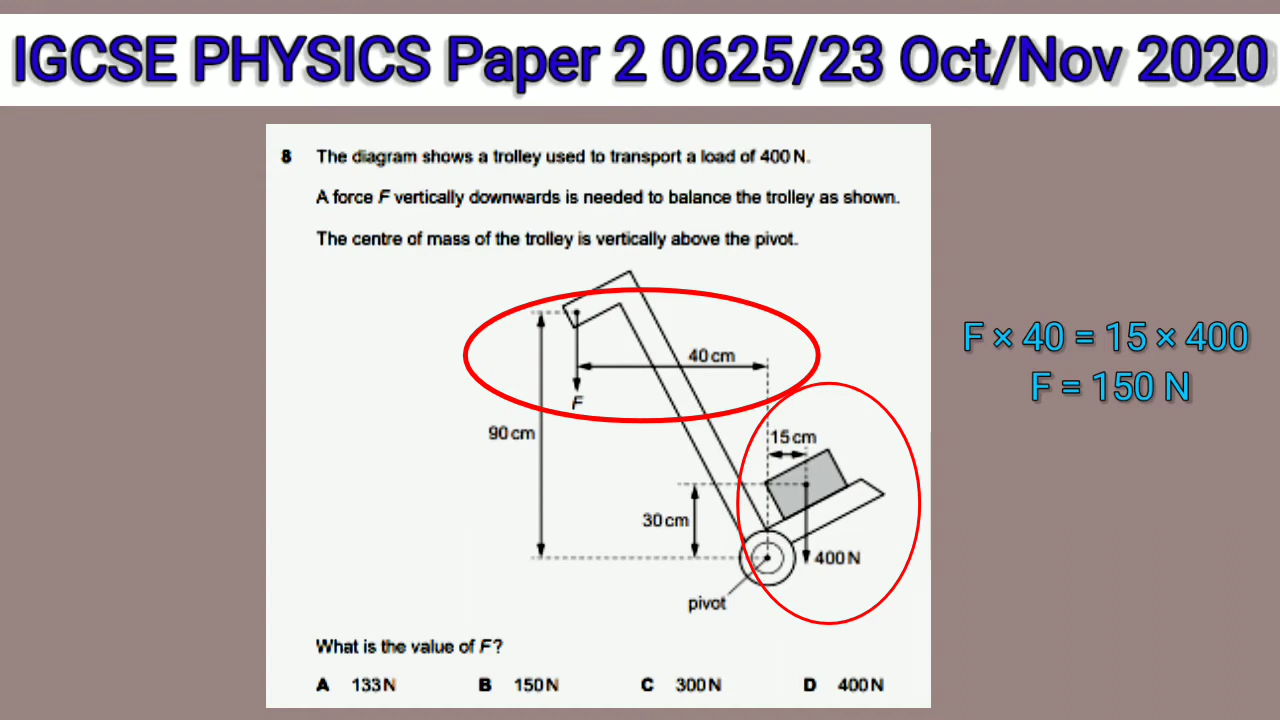 IGCSE PHYSICS Paper 2 0625/23 Oct/Nov 2020
8 The diagram shows a trolley used to transport a load of 400 N.
A force F vertically downwards is needed to balance the trolley as shown.
The centre of mass of the trolley is vertically above the pivot.
40 cm
F
90 cm
15 cm
30 cm
400 N
pivot
What is the value of F?
A 133 N B 150 N C 300 N D 400 N
F × 40 = 15 × 400
F = 150 N